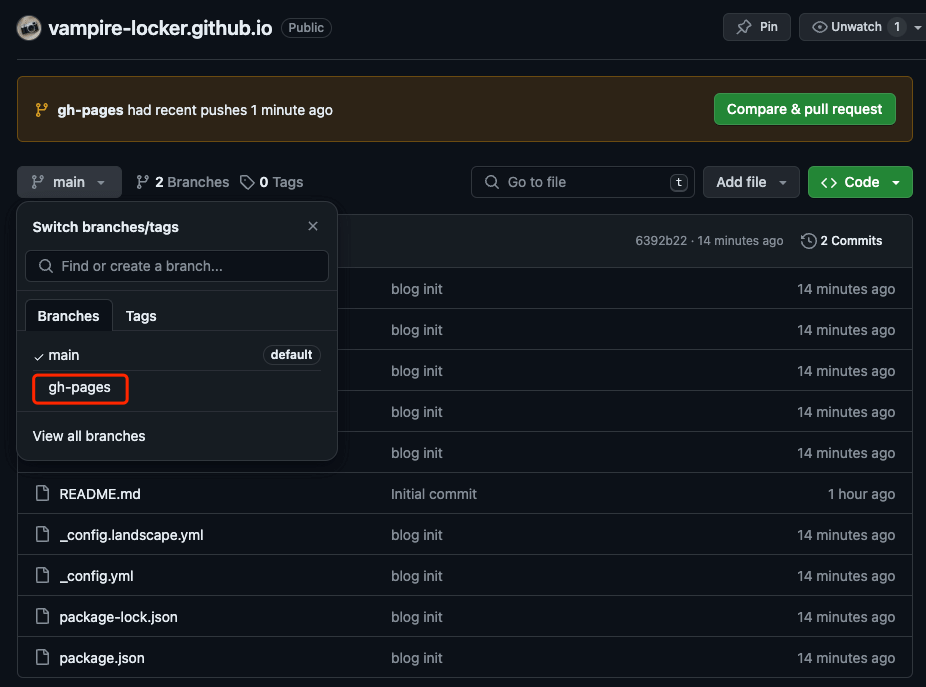 vampire-locker.github.io Public Pin Unwatch 1
gh-pages had recent pushes 1 minute ago Compare & pull request
main 2 Branches 0 Tags Go to file t Add file <> Code
Switch branches/tags
6392b22 · 14 minutes ago 2 Commits
Find or create a branch...
blog init 14 minutes ago
Branches Tags
blog init 14 minutes ago
main default
blog init 14 minutes ago
gh-pages
blog init 14 minutes ago
View all branches
blog init 14 minutes ago
README.md Initial commit 1 hour ago
_config.landscape.yml blog init 14 minutes ago
_config.yml blog init 14 minutes ago
package-lock.json blog init 14 minutes ago
package.json blog init 14 minutes ago